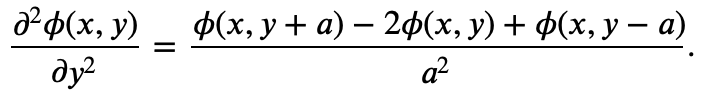 ∂²ϕ(x, y)/∂y² = (ϕ(x, y + a) − 2ϕ(x, y) + ϕ(x, y − a))/a².